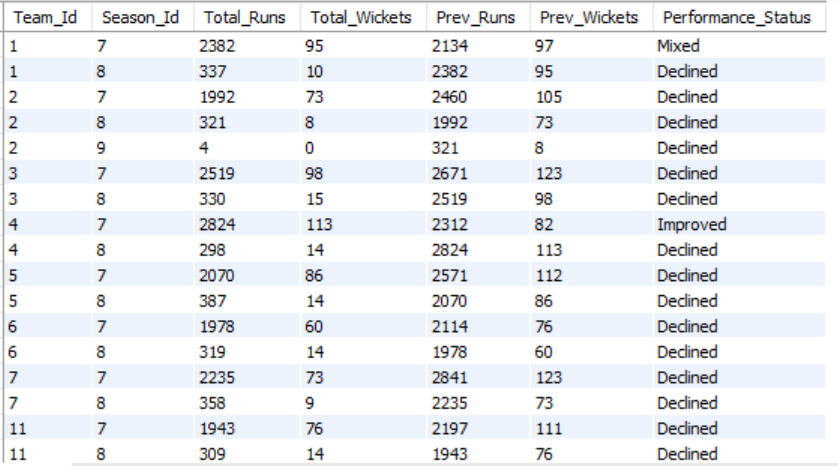 Team_Id Season_Id Total_Runs Total_Wickets Prev_Runs Prev_Wickets Performance_Status
1 7 2382 95 2134 97 Mixed
1 8 337 10 2382 95 Declined
2 7 1992 73 2460 105 Declined
2 8 321 8 1992 73 Declined
2 9 4 0 321 8 Declined
3 7 2519 98 2671 123 Declined
3 8 330 15 2519 98 Declined
4 7 2824 113 2312 82 Improved
4 8 298 14 2824 113 Declined
5 7 2070 86 2571 112 Declined
5 8 387 14 2070 86 Declined
6 7 1978 60 2114 76 Declined
6 8 319 14 1978 60 Declined
7 7 2235 73 2841 123 Declined
7 8 358 9 2235 73 Declined
11 7 1943 76 2197 111 Declined
11 8 309 14 1943 76 Declined